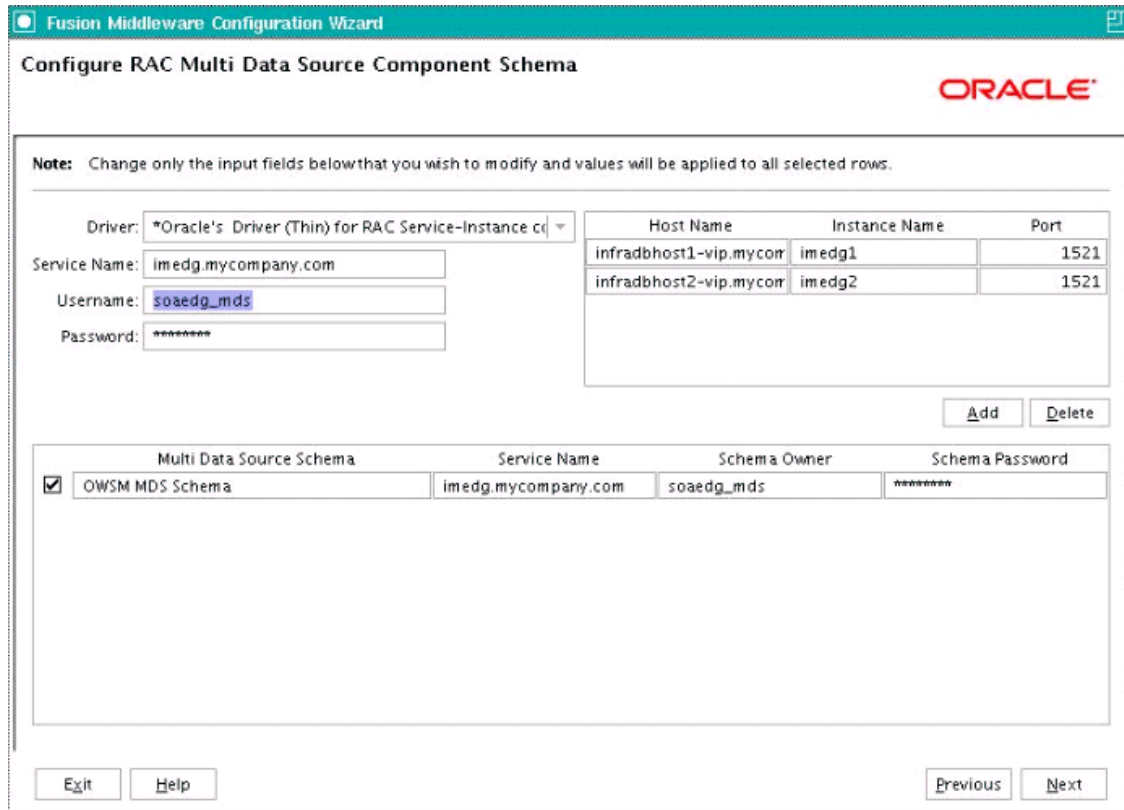 Fusion Middleware Configuration Wizard
Configure RAC Multi Data Source Component Schema
ORACLE
Note: Change only the input fields below that you wish to modify and values will be applied to all selected rows.
Driver: *Oracle's Driver (Thin) for RAC Service-Instance co
Service Name: imedg.mycompany.com
Username: soaedg_mds
Password: ********
Host Name Instance Name Port
infradbhost1-vip.mycom imedg1 1521
infradbhost2-vip.mycom imedg2 1521
Add Delete
Multi Data Source Schema Service Name Schema Owner Schema Password
OWSM MDS Schema imedg.mycompany.com soaedg_mds ********
Exit Help Previous Next